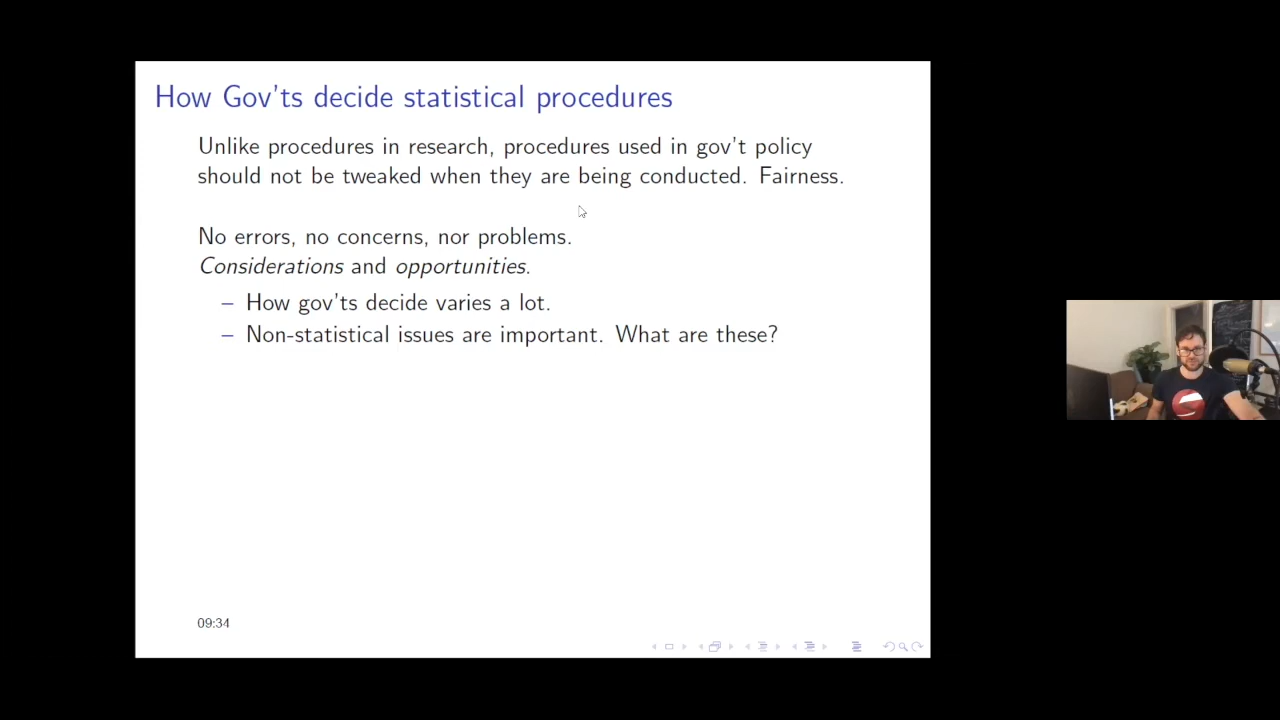 How Gov'ts decide statistical procedures
Unlike procedures in research, procedures used in gov't policy
should not be tweaked when they are being conducted. Fairness.
No errors, no concerns, nor problems.
Considerations and opportunities.
– How gov'ts decide varies a lot.
– Non-statistical issues are important. What are these?
09:34